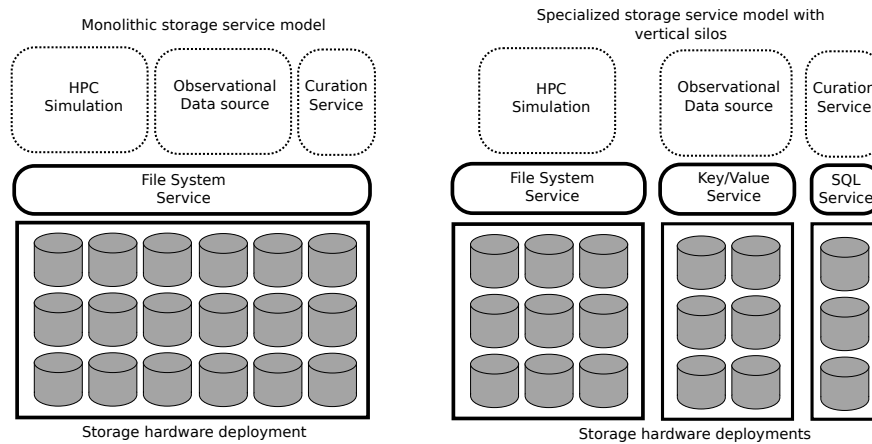 Monolithic storage service model
HPC
Simulation
Observational
Data source
Curation
Service
File System
Service
Storage hardware deployment
Specialized storage service model with
vertical silos
HPC
Simulation
Observational
Data source
Curation
Service
File System
Service
Key/Value
Service
SQL
Service
Storage hardware deployments